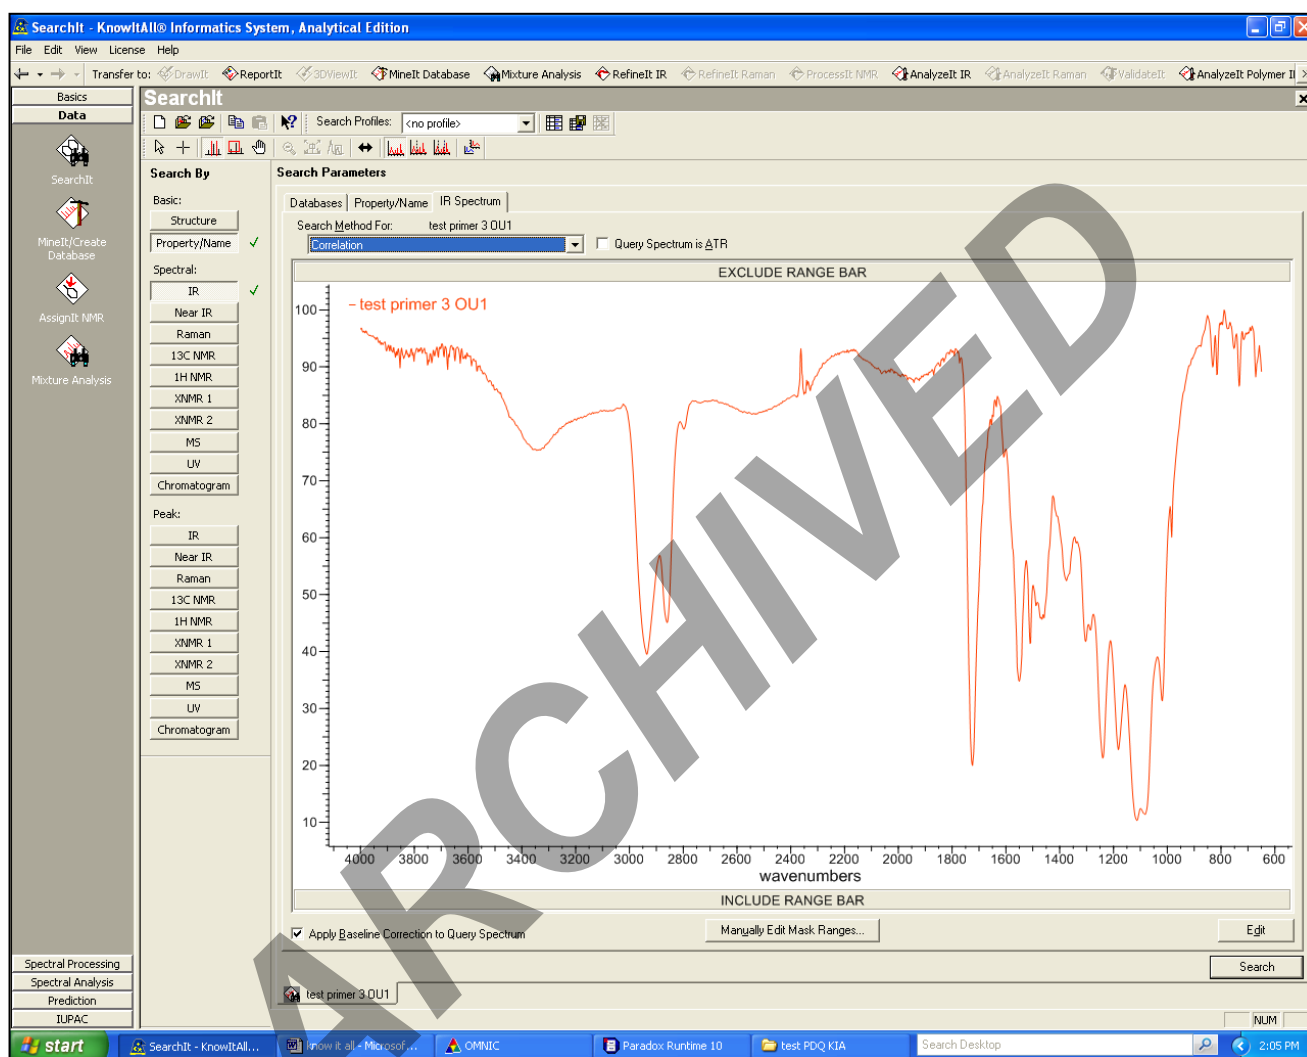 SearchIt - KnowItAll® Informatics System, Analytical Edition
File Edit View License Help
Transfer to: DrawIt ReportIt 3DViewIt MineIt Database Mixture Analysis RefineIt IR RefineIt Raman ProcessIt NMR AnalyzeIt IR AnalyzeIt Raman ValidateIt AnalyzeIt Polymer
Basics
Data
SearchIt
MineIt/Create
Database
AssignIt NMR
Mixture Analysis
Spectral Processing
Spectral Analysis
Prediction
IUPAC
SearchIt
Search Profiles: <no profile>
Search By
Basic:
Structure
Property/Name
Spectral:
IR
Near IR
Raman
13C NMR
1H NMR
XNMR 1
XNMR 2
MS
UV
Chromatogram
Peak:
IR
Near IR
Raman
13C NMR
1H NMR
XNMR 1
XNMR 2
MS
UV
Chromatogram
Search Parameters
Databases Property/Name IR Spectrum
Search Method For: test primer 3 OU1
Correlation Query Spectrum is ATR
EXCLUDE RANGE BAR
test primer 3 OU1
100
90
80
70
60
50
40
30
20
10
4000 3800 3600 3400 3200 3000 2800 2600 2400 2200 2000 1800 1600 1400 1200 1000 800 600
wavenumbers
INCLUDE RANGE BAR
Apply Baseline Correction to Query Spectrum Manually Edit Mask Ranges... Edit
Search
test primer 3 OU1
NUM
start SearchIt - KnowItAll... know it all - Microsof... OMNIC Paradox Runtime 10 test PDQ KIA Search Desktop 2:05 PM
ARCHIVED